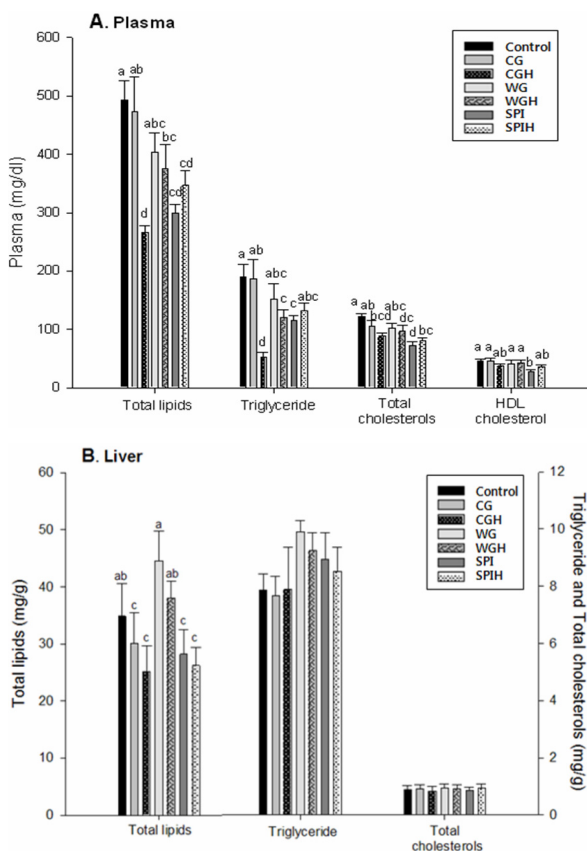 A. Plasma
600
500
400
300
200
100
0
Plasma (mg/dl)
Control
CG
CGH
WG
WGH
SPI
SPIH
a ab d abc bc cd cd
a ab d abc c c abc
a ab bcd abc dc d bc
a a ab a a b ab
Total lipids
Triglyceride
Total
cholesterols
HDL
cholesterol
B. Liver
60
50
40
30
20
10
0
Total lipids (mg/g)
Control
CG
CGH
WG
WGH
SPI
SPIH
ab c c a ab c c
12
10
8
6
4
2
0
Triglyceride and Total cholesterols (mg/g)
Total lipids
Triglyceride
Total
cholesterols